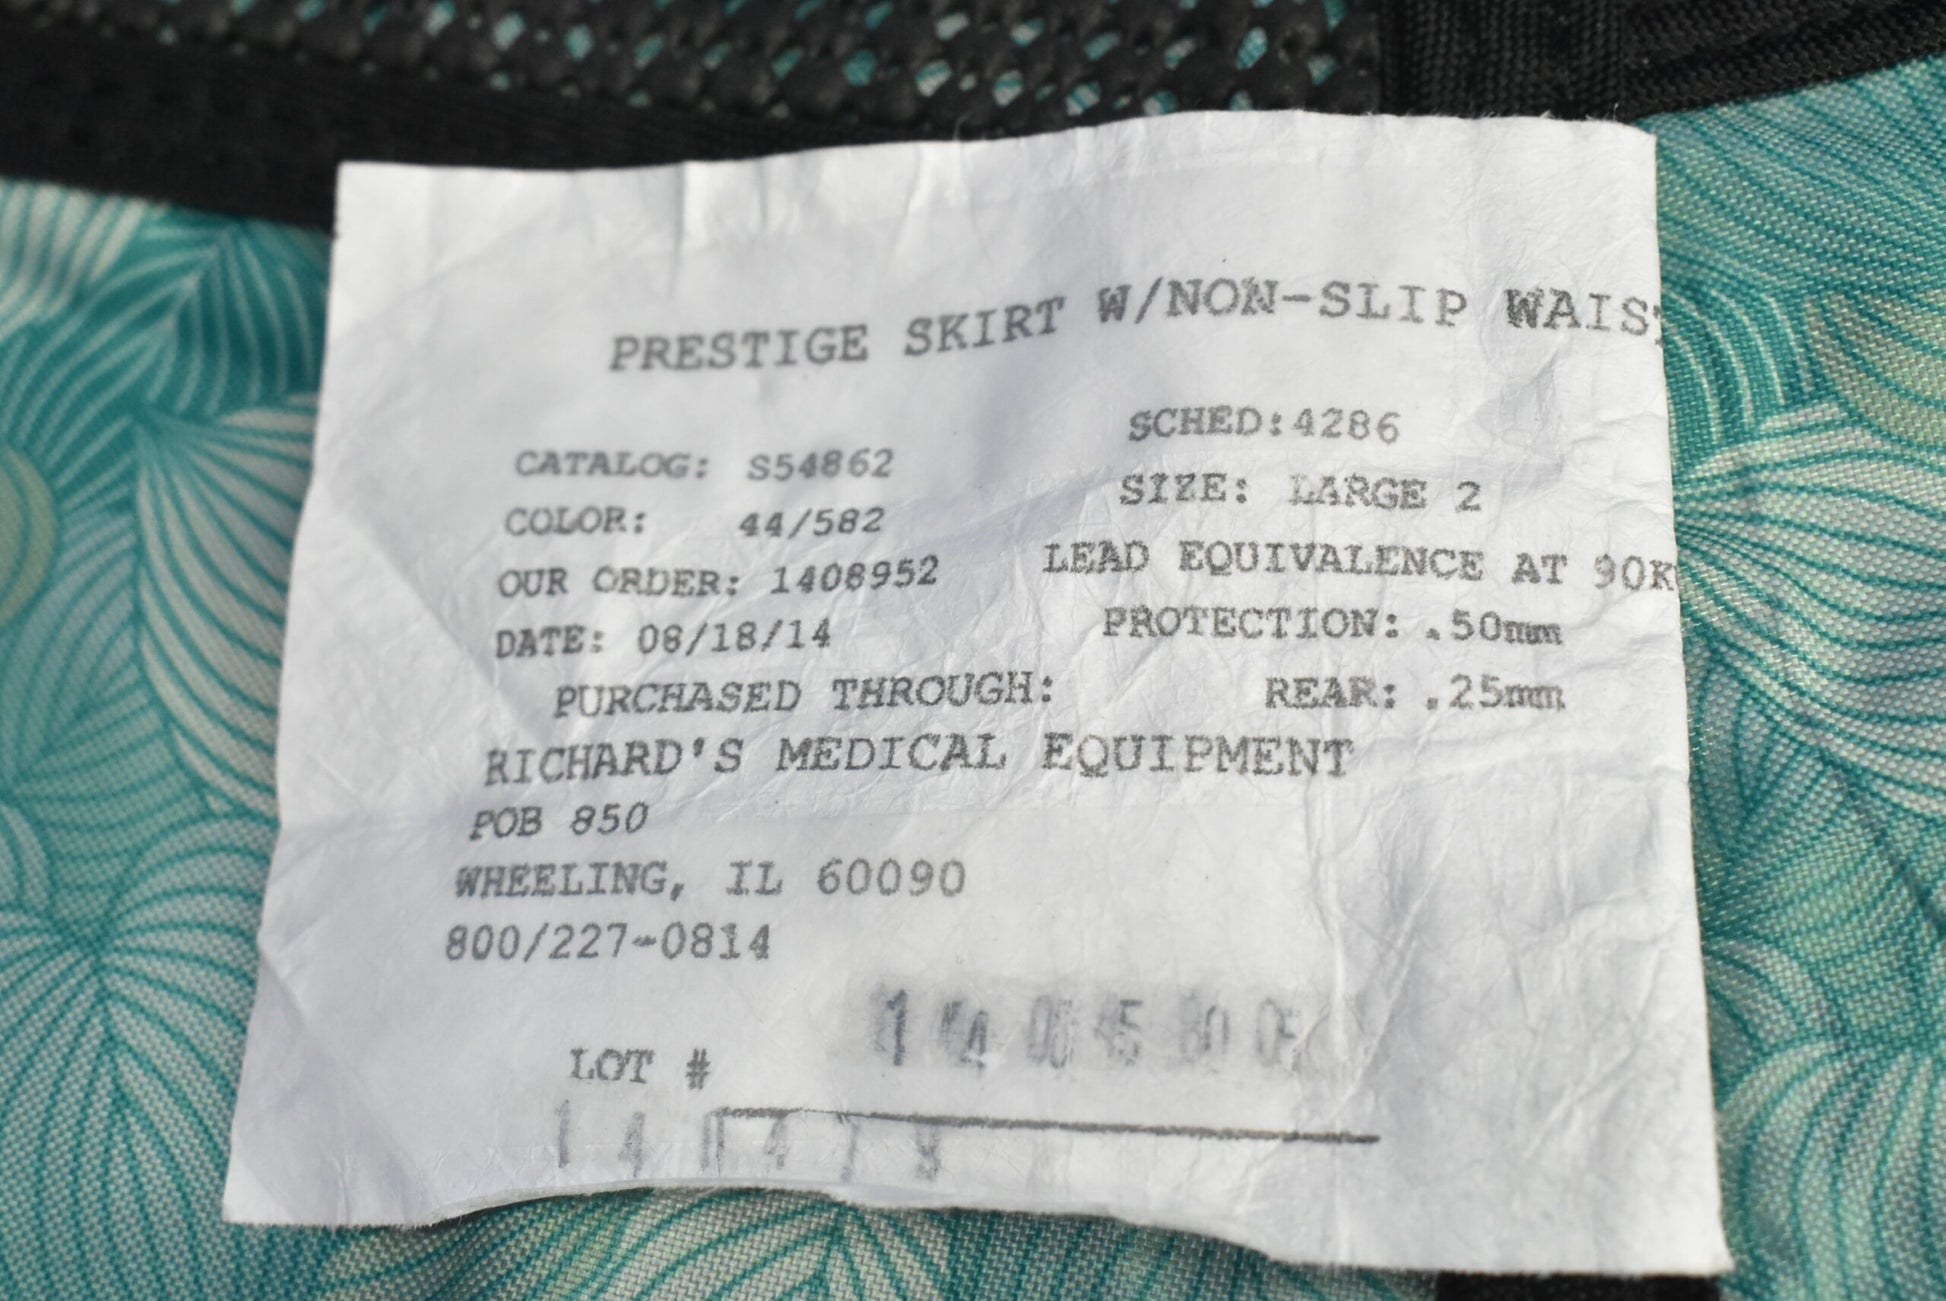 PRESTIGE SKIRT W/NON-SLIP WAIS
SCHED:4286
CATALOG: S54862
SIZE: LARGE 2
COLOR: 44/582
LEAD EQUIVALENCE AT 90K
OUR ORDER: 1408952
PROTECTION: .50mm
DATE: 08/18/14
REAR: .25mm
PURCHASED THROUGH:
RICHARD'S MEDICAL EQUIPMENT
POB 850
WHEELING, IL 60090
800/227-0814
LOT #